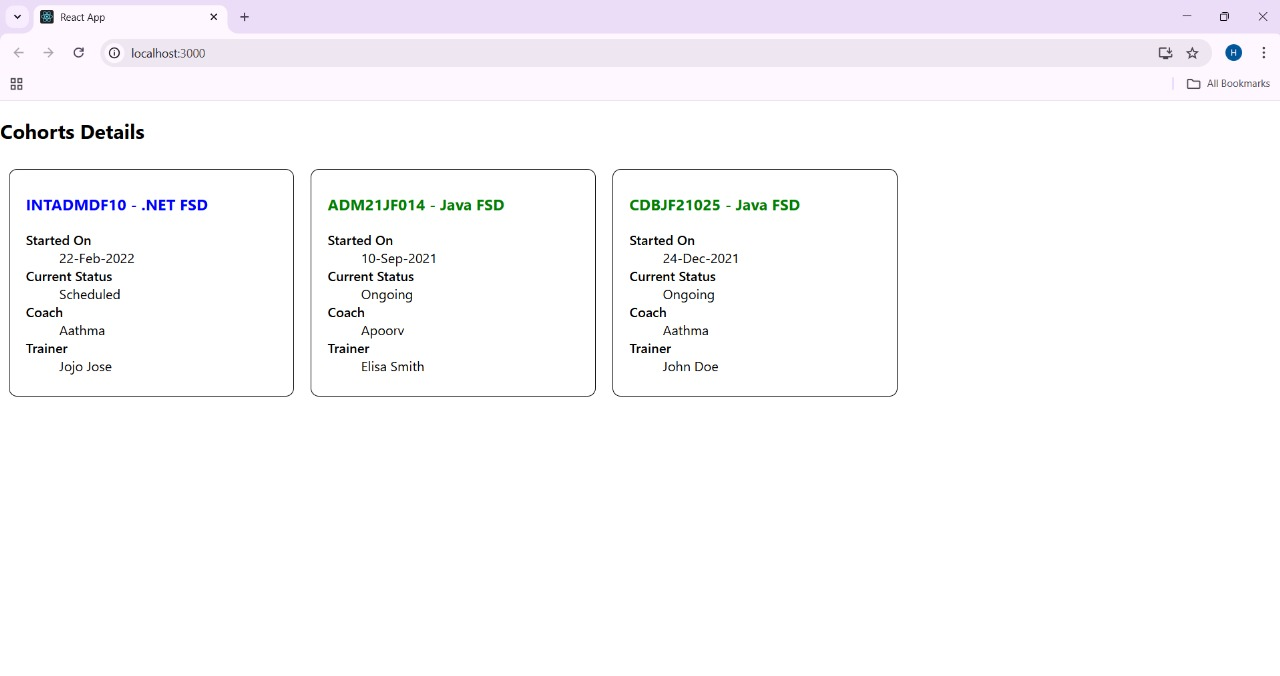 React App
localhost:3000
H
All Bookmarks
Cohorts Details
INTADMDF10 - .NET FSD
Started On
22-Feb-2022
Current Status
Scheduled
Coach
Aathma
Trainer
Jojo Jose
ADM21JF014 - Java FSD
Started On
10-Sep-2021
Current Status
Ongoing
Coach
Apoorv
Trainer
Elisa Smith
CDBJF21025 - Java FSD
Started On
24-Dec-2021
Current Status
Ongoing
Coach
Aathma
Trainer
John Doe